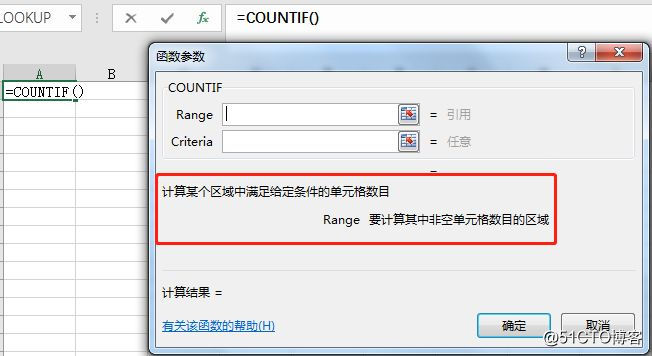 LOOKUP
=COUNTIF()
函数参数
A
B
=COUNTIF()
COUNTIF
Range
= 引用
Criteria
= 任意
=
计算某个区域中满足给定条件的单元格数目
Range 要计算其中非空单元格数目的区域
计算结果 =
有关该函数的帮助(H)
确定
取消
@51CTO博客